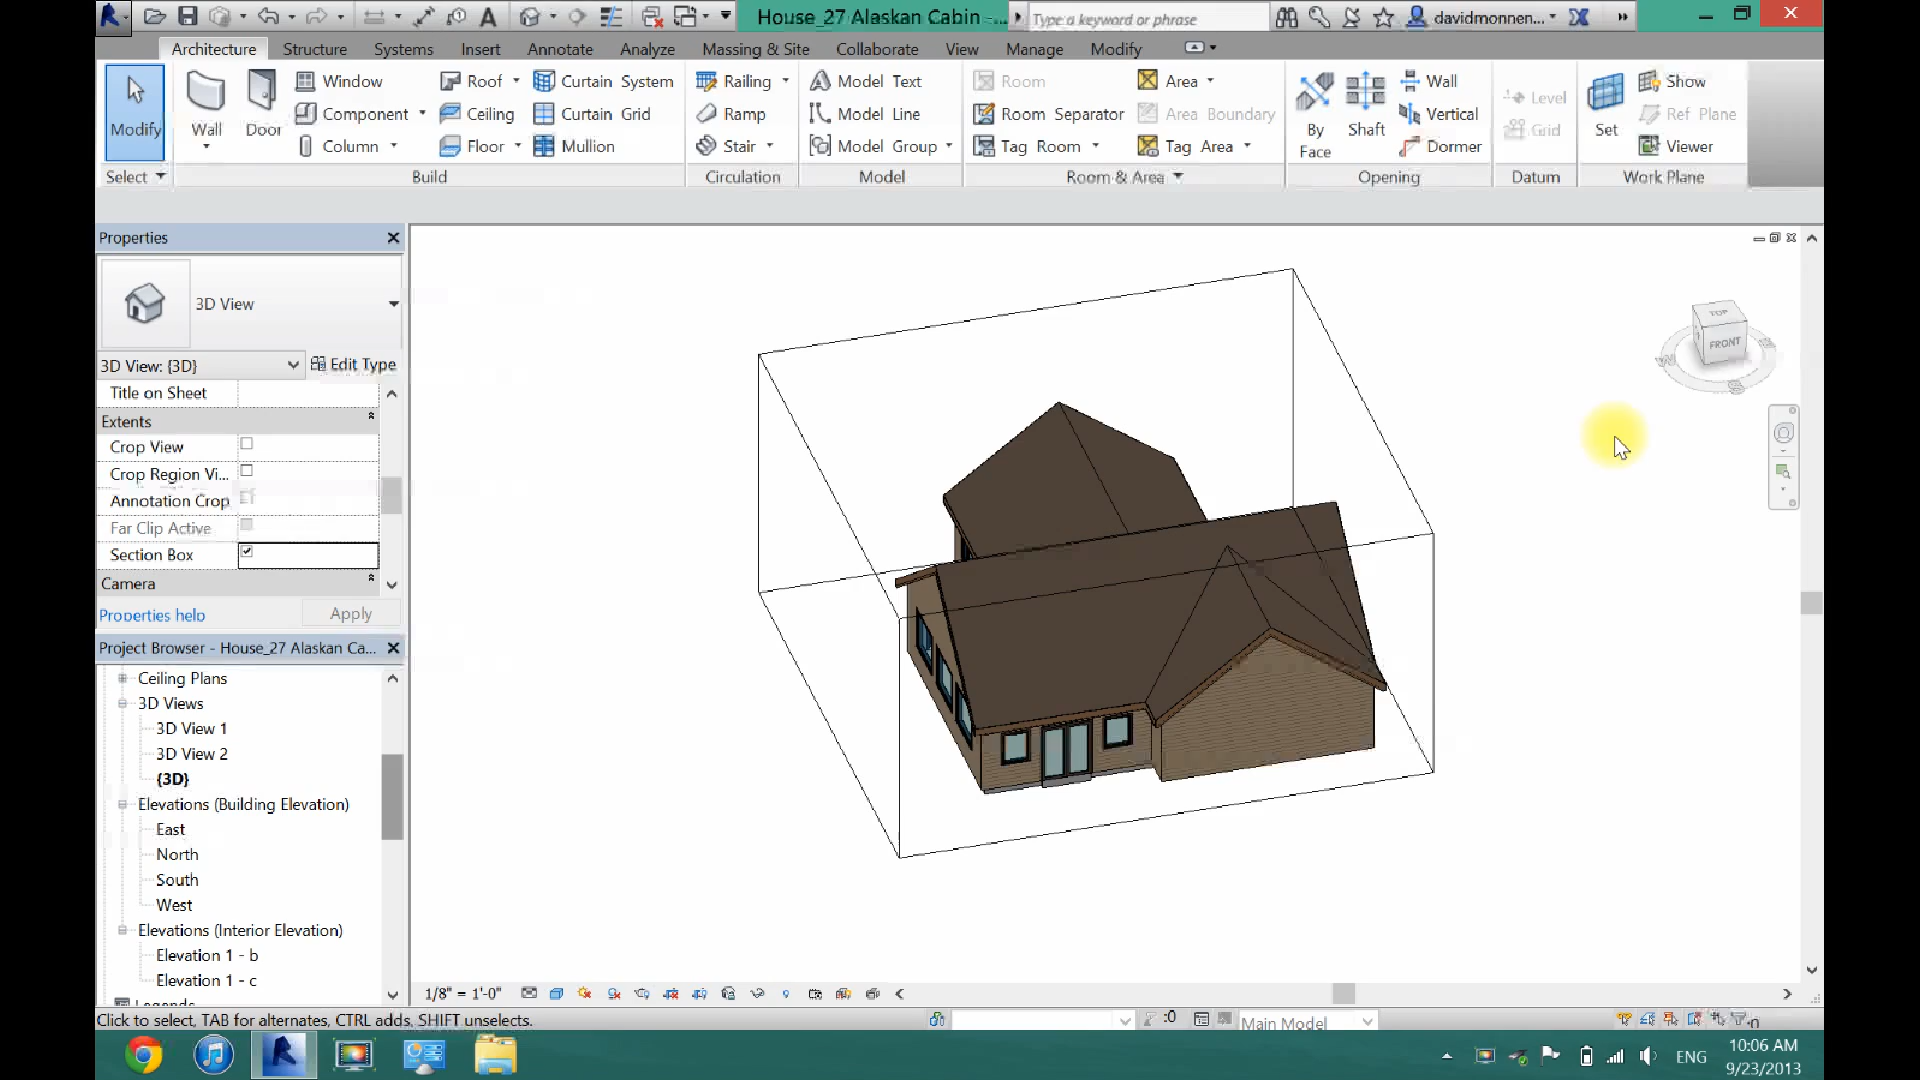 House_27 Alaskan Cabin -...
Type a keyword or phrase
davidmonnen...
Architecture Structure Systems Insert Annotate Analyze Massing & Site Collaborate View Manage Modify
Modify
Wall
Door
Window
Component
Column
Roof
Ceiling
Floor
Curtain System
Curtain Grid
Mullion
Railing
Ramp
Stair
Model Text
Model Line
Model Group
Room
Room Separator
Tag Room
Area
Area Boundary
Tag Area
By
Face
Shaft
Wall
Vertical
Dormer
Level
Grid
Set
Show
Ref Plane
Viewer
Select Build Circulation Model Room & Area Opening Datum Work Plane
Properties
3D View
3D View: {3D}
Edit Type
Title on Sheet
Extents
Crop View
Crop Region Vi...
Annotation Crop
Far Clip Active
Section Box
Camera
Properties help
Apply
Project Browser - House_27 Alaskan Ca...
Ceiling Plans
3D Views
3D View 1
3D View 2
{3D}
Elevations (Building Elevation)
East
North
South
West
Elevations (Interior Elevation)
Elevation 1 - b
Elevation 1 - c
Legends
TOP
FRONT
W
S
1/8" = 1'-0"
Click to select, TAB for alternates, CTRL adds, SHIFT unselects.
:0
Main Model
:0
ENG
10:06 AM
9/23/2013